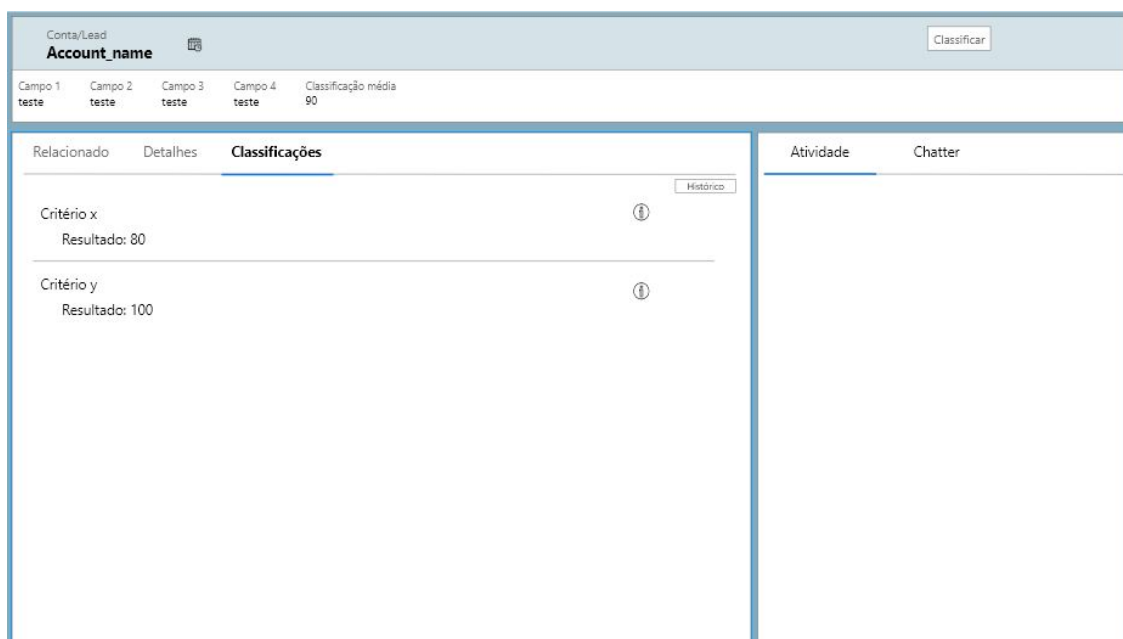 Conta/Lead
Account_name
Classificar
Campo 1 Campo 2 Campo 3 Campo 4 Classificação média
teste teste teste teste 90
Relacionado Detalhes Classificações
Histórico
Critério x
Resultado: 80
Critério y
Resultado: 100
Atividade Chatter